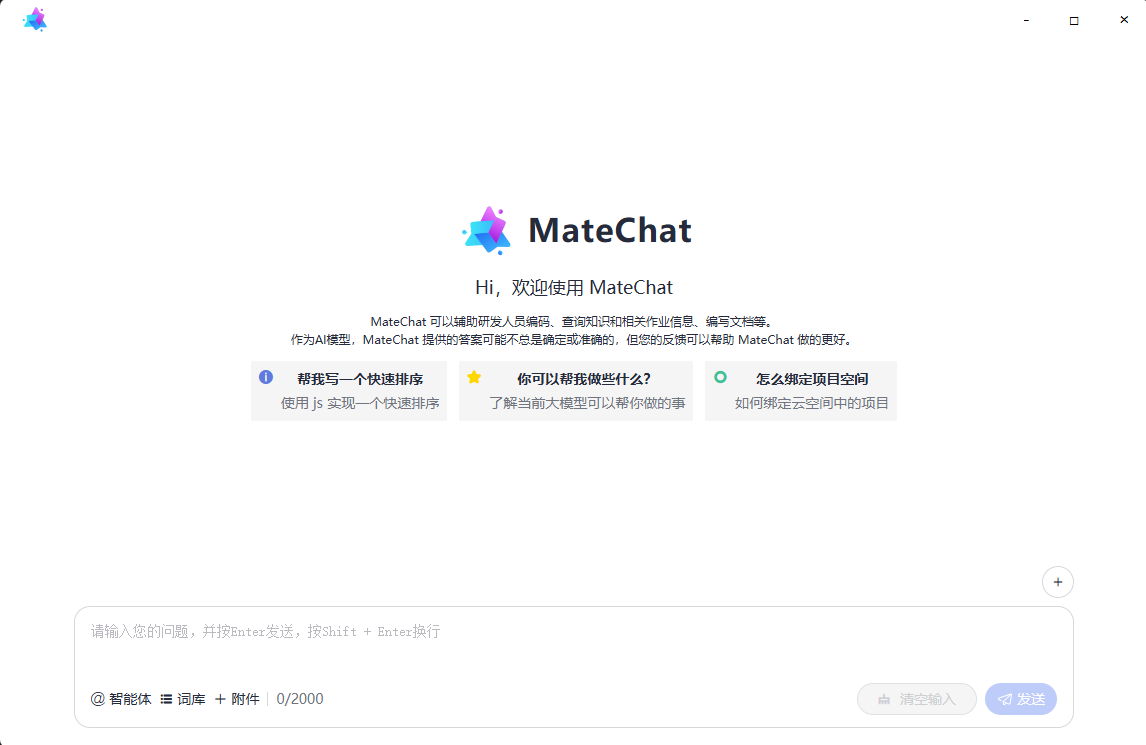 MateChat
Hi，欢迎使用 MateChat
MateChat 可以辅助研发人员编码、查询知识和相关作业信息、编写文档等。
作为AI模型，MateChat 提供的答案可能不总是确定或准确的，但您的反馈可以帮助 MateChat 做的更好。
帮我写一个快速排序
使用 js 实现一个快速排序
你可以帮我做些什么？
了解当前大模型可以帮你做的事
怎么绑定项目空间
如何绑定云空间中的项目
请输入您的问题，并按Enter发送，按Shift + Enter换行
@ 智能体 词库 + 附件 0/2000 清空输入 发送